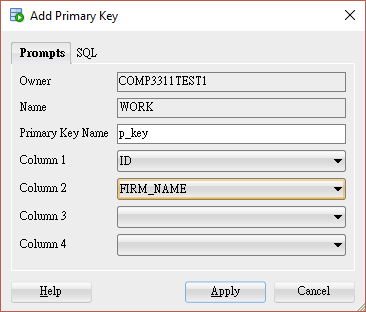 Add Primary Key
Prompts SQL
Owner COMP3311TEST1
Name WORK
Primary Key Name p_key
Column 1 ID
Column 2 FIRM_NAME
Column 3
Column 4
Help Apply Cancel